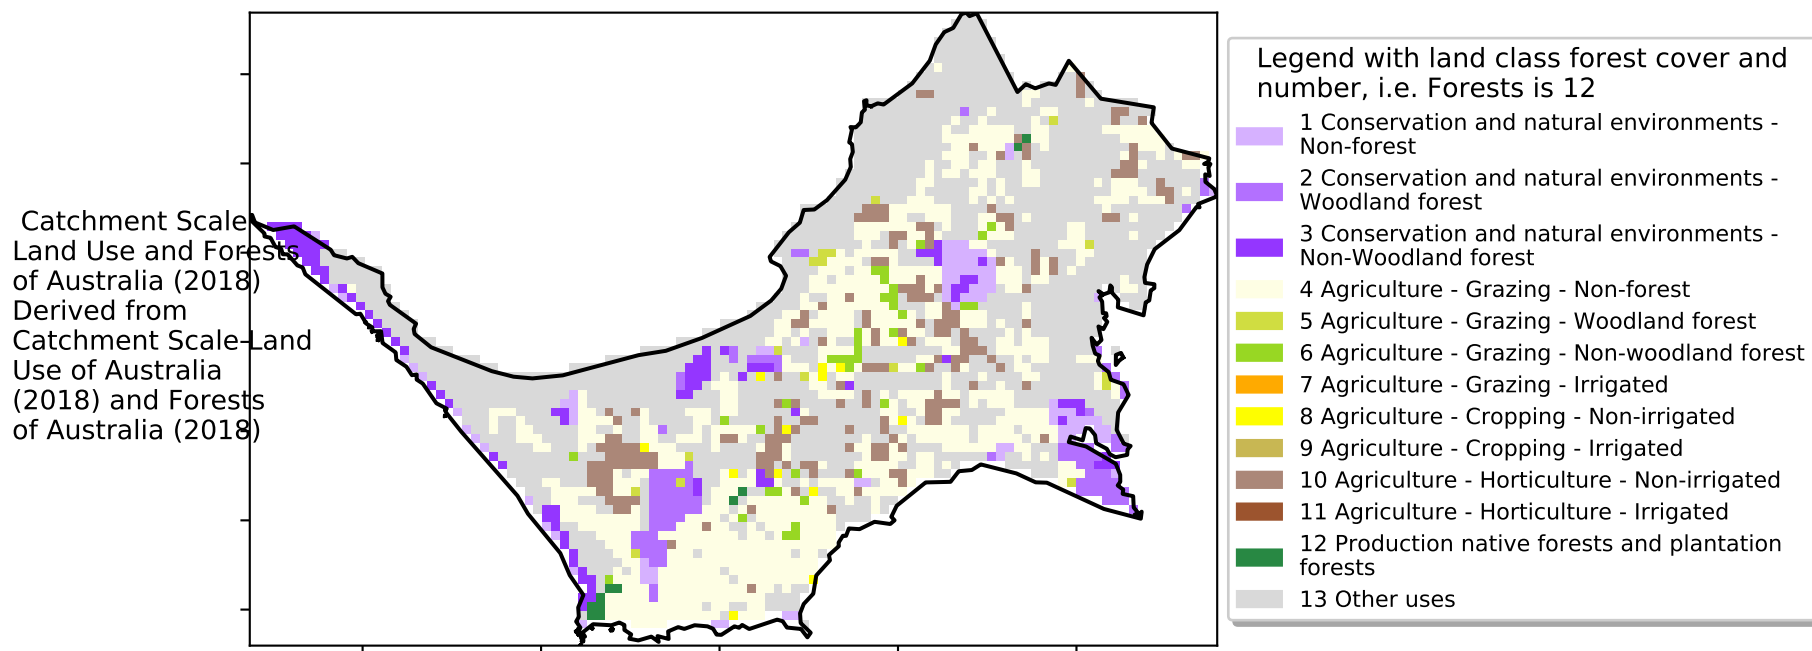 Catchment Scale
Land Use and Forests
of Australia (2018)
Derived from
Catchment Scale Land
Use of Australia
(2018) and Forests
of Australia (2018)
Legend with land class forest cover and
number, i.e. Forests is 12
1 Conservation and natural environments -
Non-forest
2 Conservation and natural environments -
Woodland forest
3 Conservation and natural environments -
Non-Woodland forest
4 Agriculture - Grazing - Non-forest
5 Agriculture - Grazing - Woodland forest
6 Agriculture - Grazing - Non-woodland forest
7 Agriculture - Grazing - Irrigated
8 Agriculture - Cropping - Non-irrigated
9 Agriculture - Cropping - Irrigated
10 Agriculture - Horticulture - Non-irrigated
11 Agriculture - Horticulture - Irrigated
12 Production native forests and plantation
forests
13 Other uses